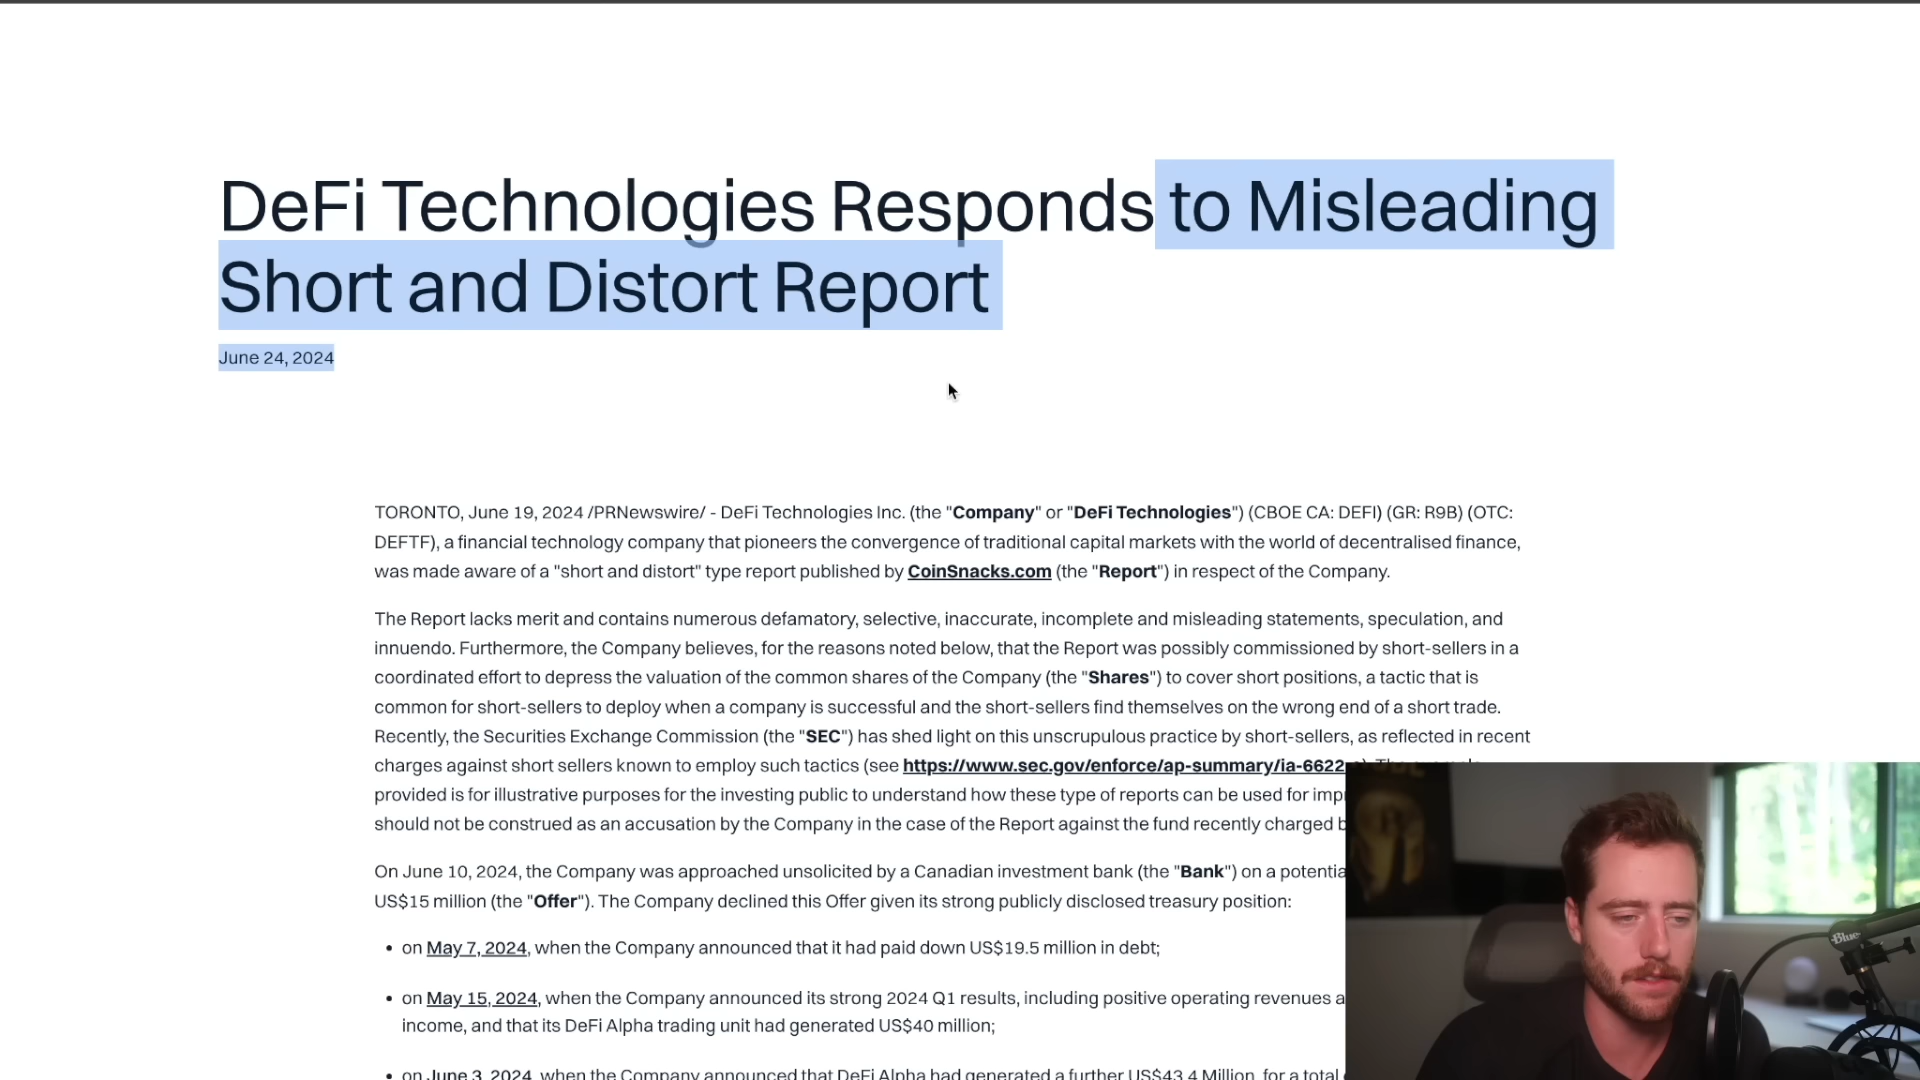 DeFi Technologies Responds to Misleading
Short and Distort Report
June 24, 2024
TORONTO, June 19, 2024 /PRNewswire/ - DeFi Technologies Inc. (the "Company" or "DeFi Technologies") (CBOE CA: DEFI) (GR: R9B) (OTC:
DEFTF), a financial technology company that pioneers the convergence of traditional capital markets with the world of decentralised finance,
was made aware of a "short and distort" type report published by CoinSnacks.com (the "Report") in respect of the Company.
The Report lacks merit and contains numerous defamatory, selective, inaccurate, incomplete and misleading statements, speculation, and
innuendo. Furthermore, the Company believes, for the reasons noted below, that the Report was possibly commissioned by short-sellers in a
coordinated effort to depress the valuation of the common shares of the Company (the "Shares") to cover short positions, a tactic that is
common for short-sellers to deploy when a company is successful and the short-sellers find themselves on the wrong end of a short trade.
Recently, the Securities Exchange Commission (the "SEC") has shed light on this unscrupulous practice by short-sellers, as reflected in recent
charges against short sellers known to employ such tactics (see https://www.sec.gov/enforce/ap-summary/ia-6622
provided is for illustrative purposes for the investing public to understand how these type of reports can be used for
should not be construed as an accusation by the Company in the case of the Report against the fund recently charged
On June 10, 2024, the Company was approached unsolicited by a Canadian investment bank (the "Bank") on a
US$15 million (the "Offer"). The Company declined this Offer given its strong publicly disclosed treasury position:
• on May 7, 2024, when the Company announced that it had paid down US$19.5 million in debt;
• on May 15, 2024, when the Company announced its strong 2024 Q1 results, including positive operating revenues
income, and that its DeFi Alpha trading unit had generated US$40 million;
• on June 3, 2024, when the Company announced that DeFi Alpha had generated a further US$43.4 Million, for a total
Blue